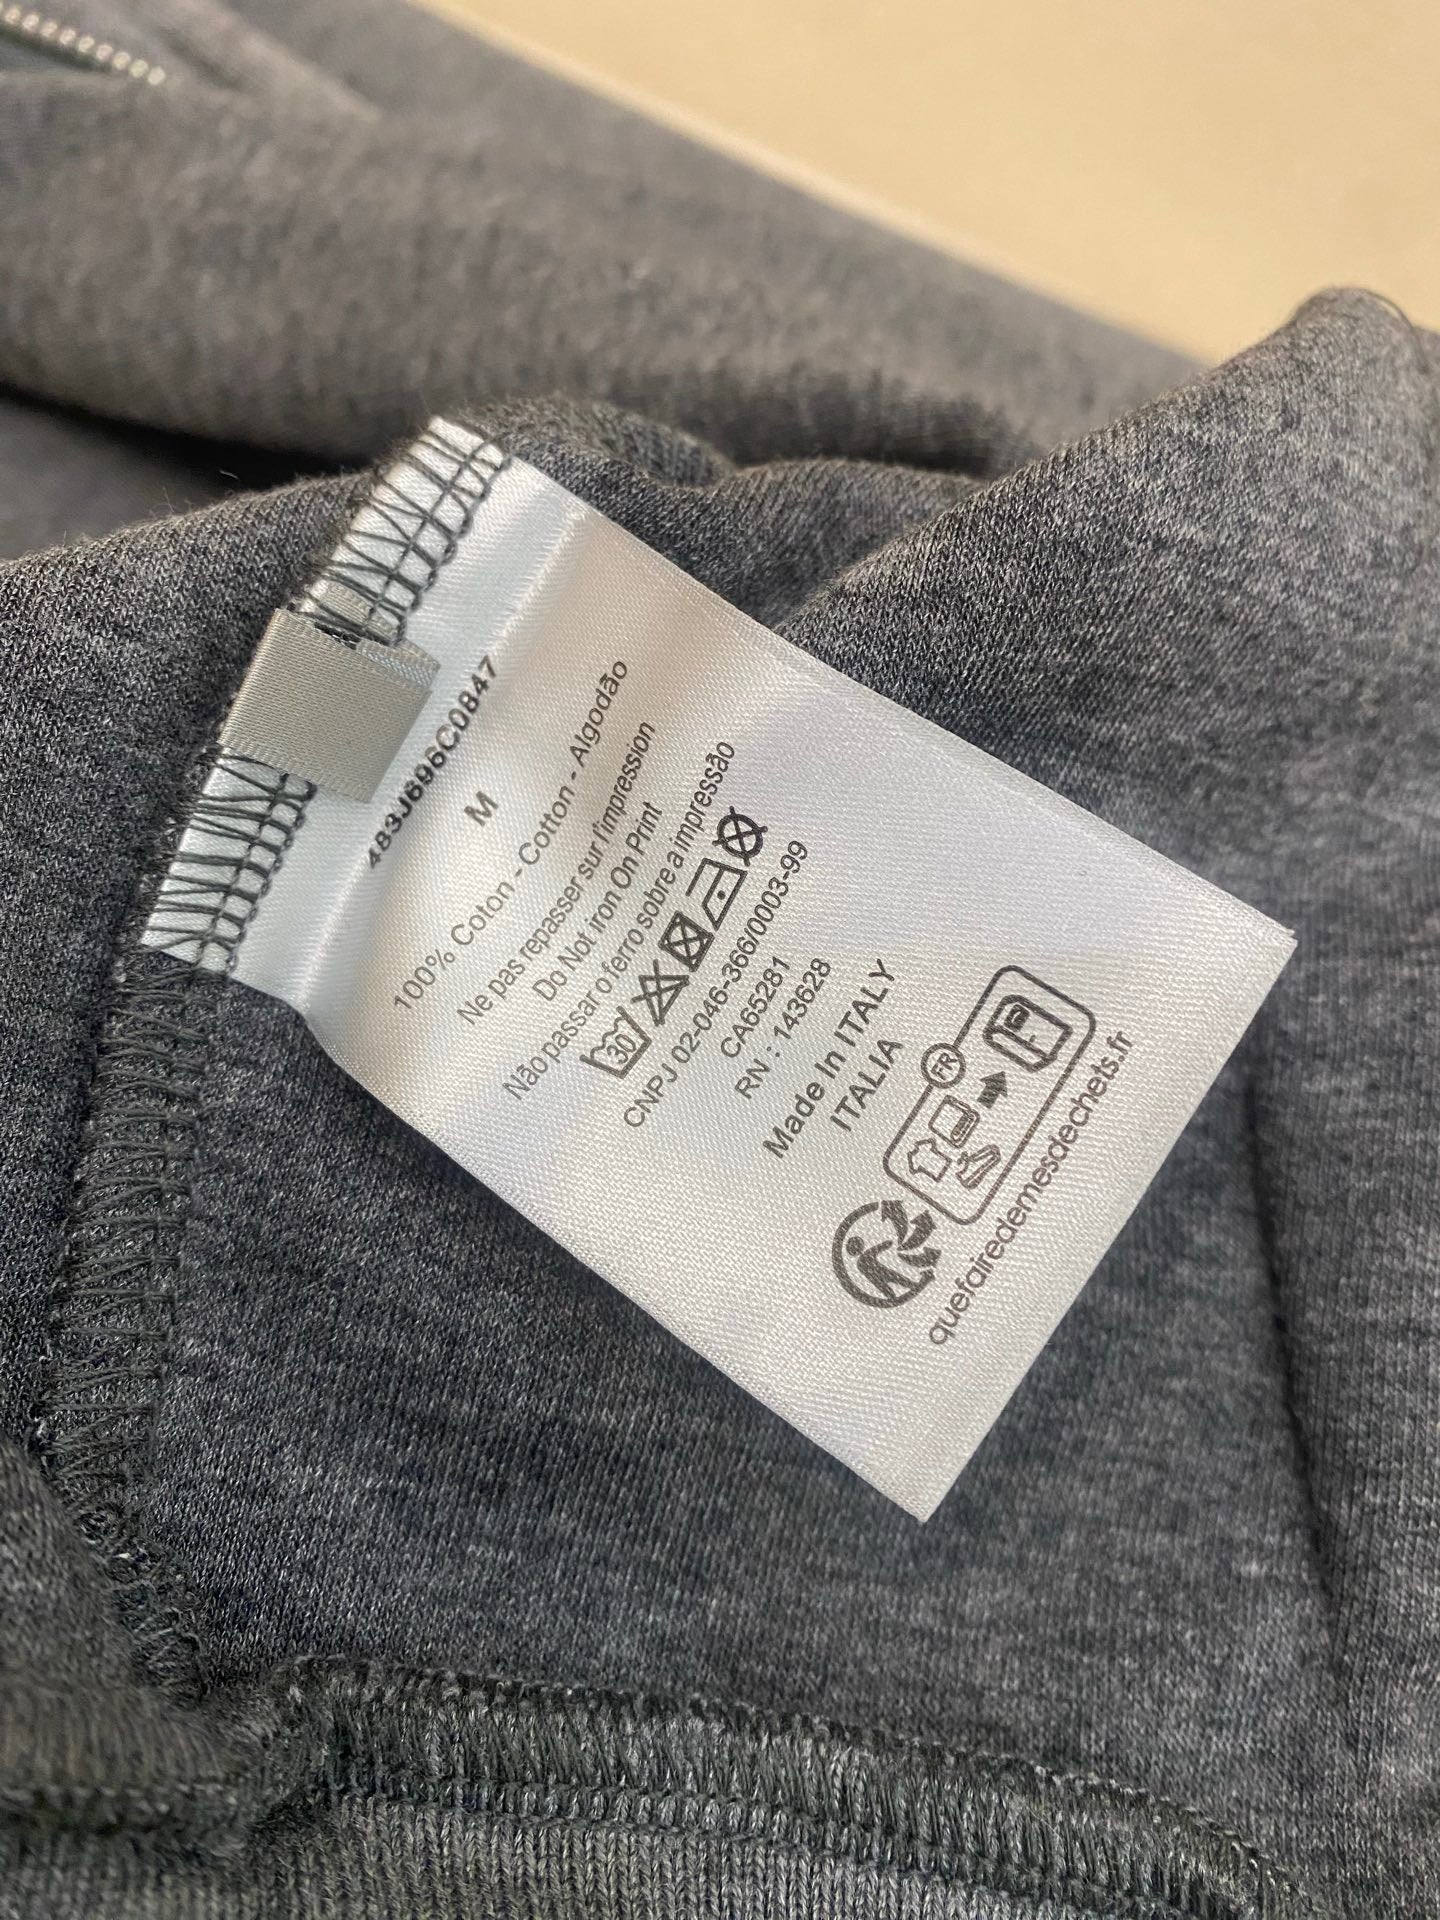 483J696C0847
M
100% Coton - Cotton - Algodão
Ne pas repasser sur l'impression
Do Not iron On Print
Não passar o ferro sobre a impressão
30
CNPJ 02-046-366/0003-99
CA65281
RN : 143628
Made In ITALY
ITALIA
FR
quefairedemesdechets.fr